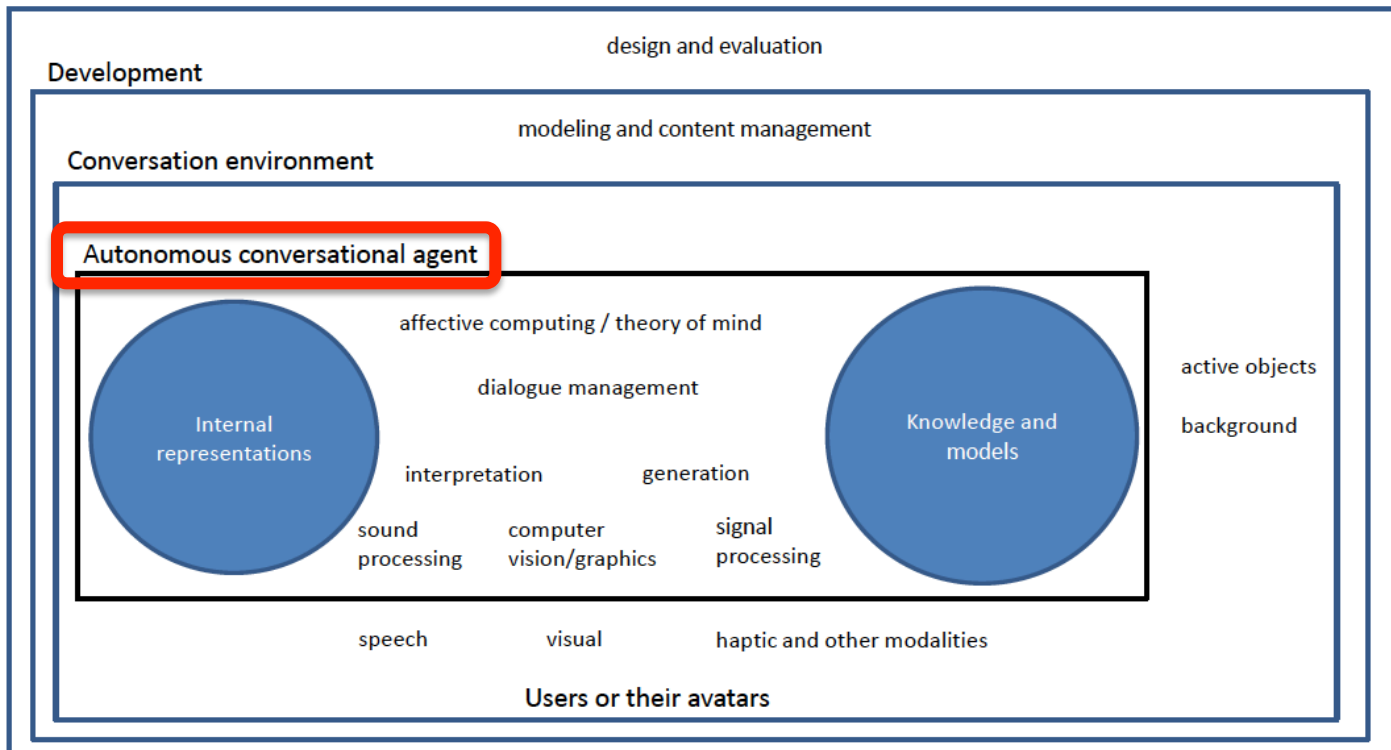 design and evaluation
Development
modeling and content management
Conversation environment
Autonomous conversational agent
affective computing / theory of mind
dialogue management
Internal
representations
Knowledge and
models
interpretation
generation
sound
processing
computer
vision/graphics
signal
processing
active objects
background
speech
visual
haptic and other modalities
Users or their avatars